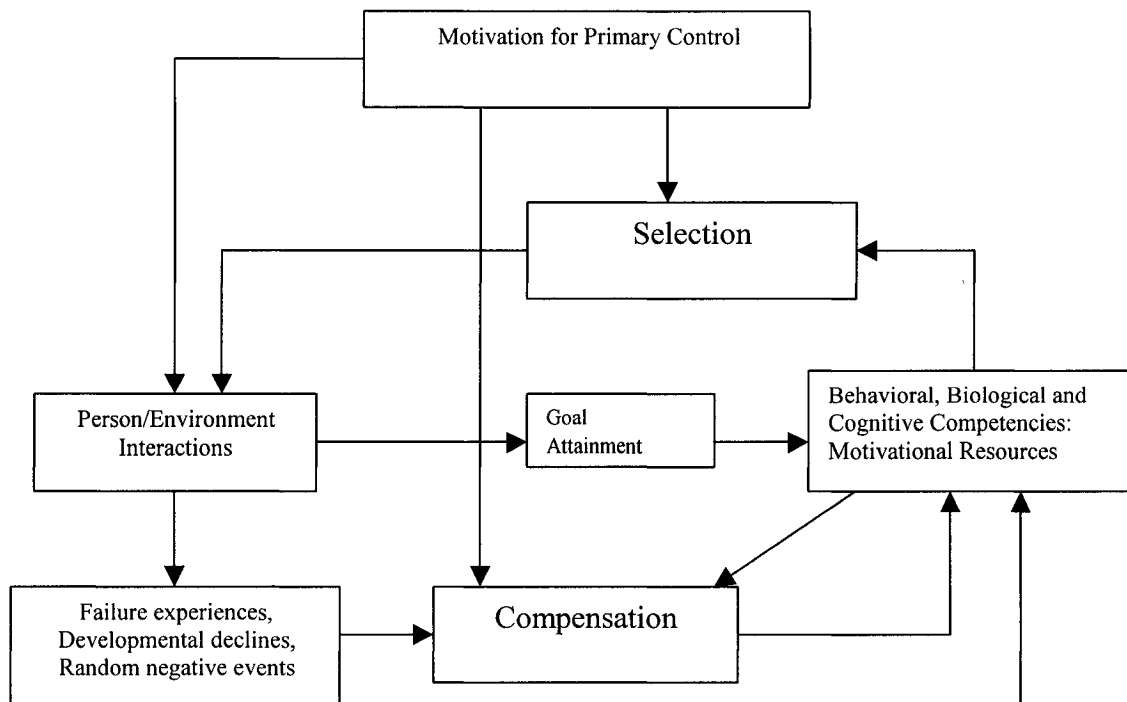 Motivation for Primary Control
Selection
Person/Environment
Interactions
Goal
Attainment
Behavioral, Biological and
Cognitive Competencies:
Motivational Resources
Failure experiences,
Developmental declines,
Random negative events
Compensation